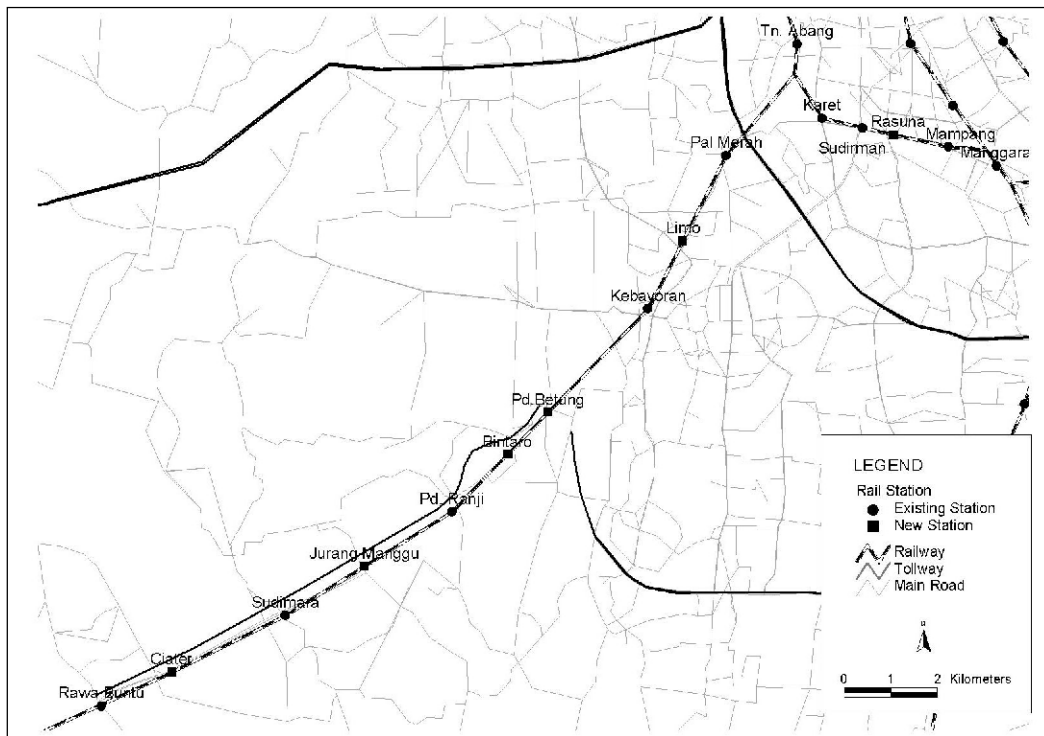 Tn. Abang
Karet
Rasuna
Mampang
Pal Merah
Sudirman
Manggara
Limo
Kebayoran
Pd.Betung
Bintaro
Pd. Ranji
Jurang Manggu
Sudimara
Ciater
Rawa Buntu
LEGEND
Rail Station
Existing Station
New Station
Railway
Tollway
Main Road
0 1 2 Kilometers